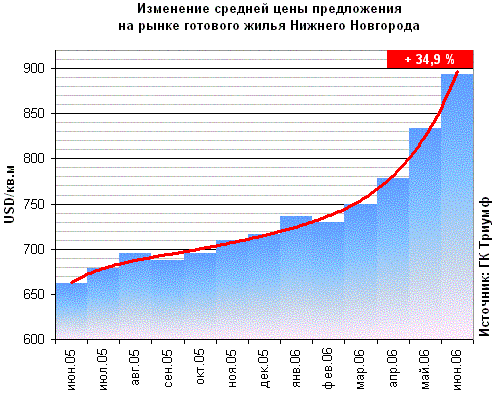 Изменение средней цены предложения
на рынке готового жилья Нижнего Новгорода
+ 34,9 %
USD/кв.м
900
850
800
750
700
650
600
июн.05
июл.05
авг.05
сен.05
окт.05
ноя.05
дек.05
янв.06
фев.06
мар.06
апр.06
май.06
июн.06
Источник: ГК Триумф